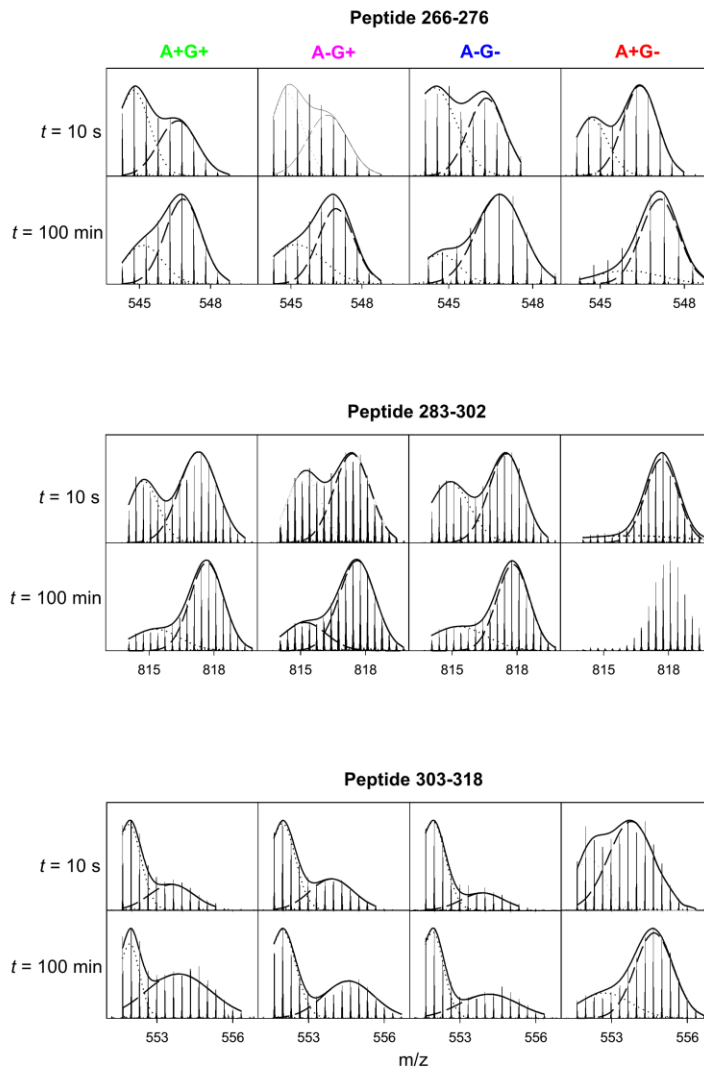 Peptide 266-276
A+G+ A-G+ A-G- A+G-
t = 10 s
t = 100 min
545 548 545 548 545 548 545 548
Peptide 283-302
t = 10 s
t = 100 min
815 818 815 818 815 818 815 818
Peptide 303-318
t = 10 s
t = 100 min
553 556 553 556 553 556 553 556
m/z